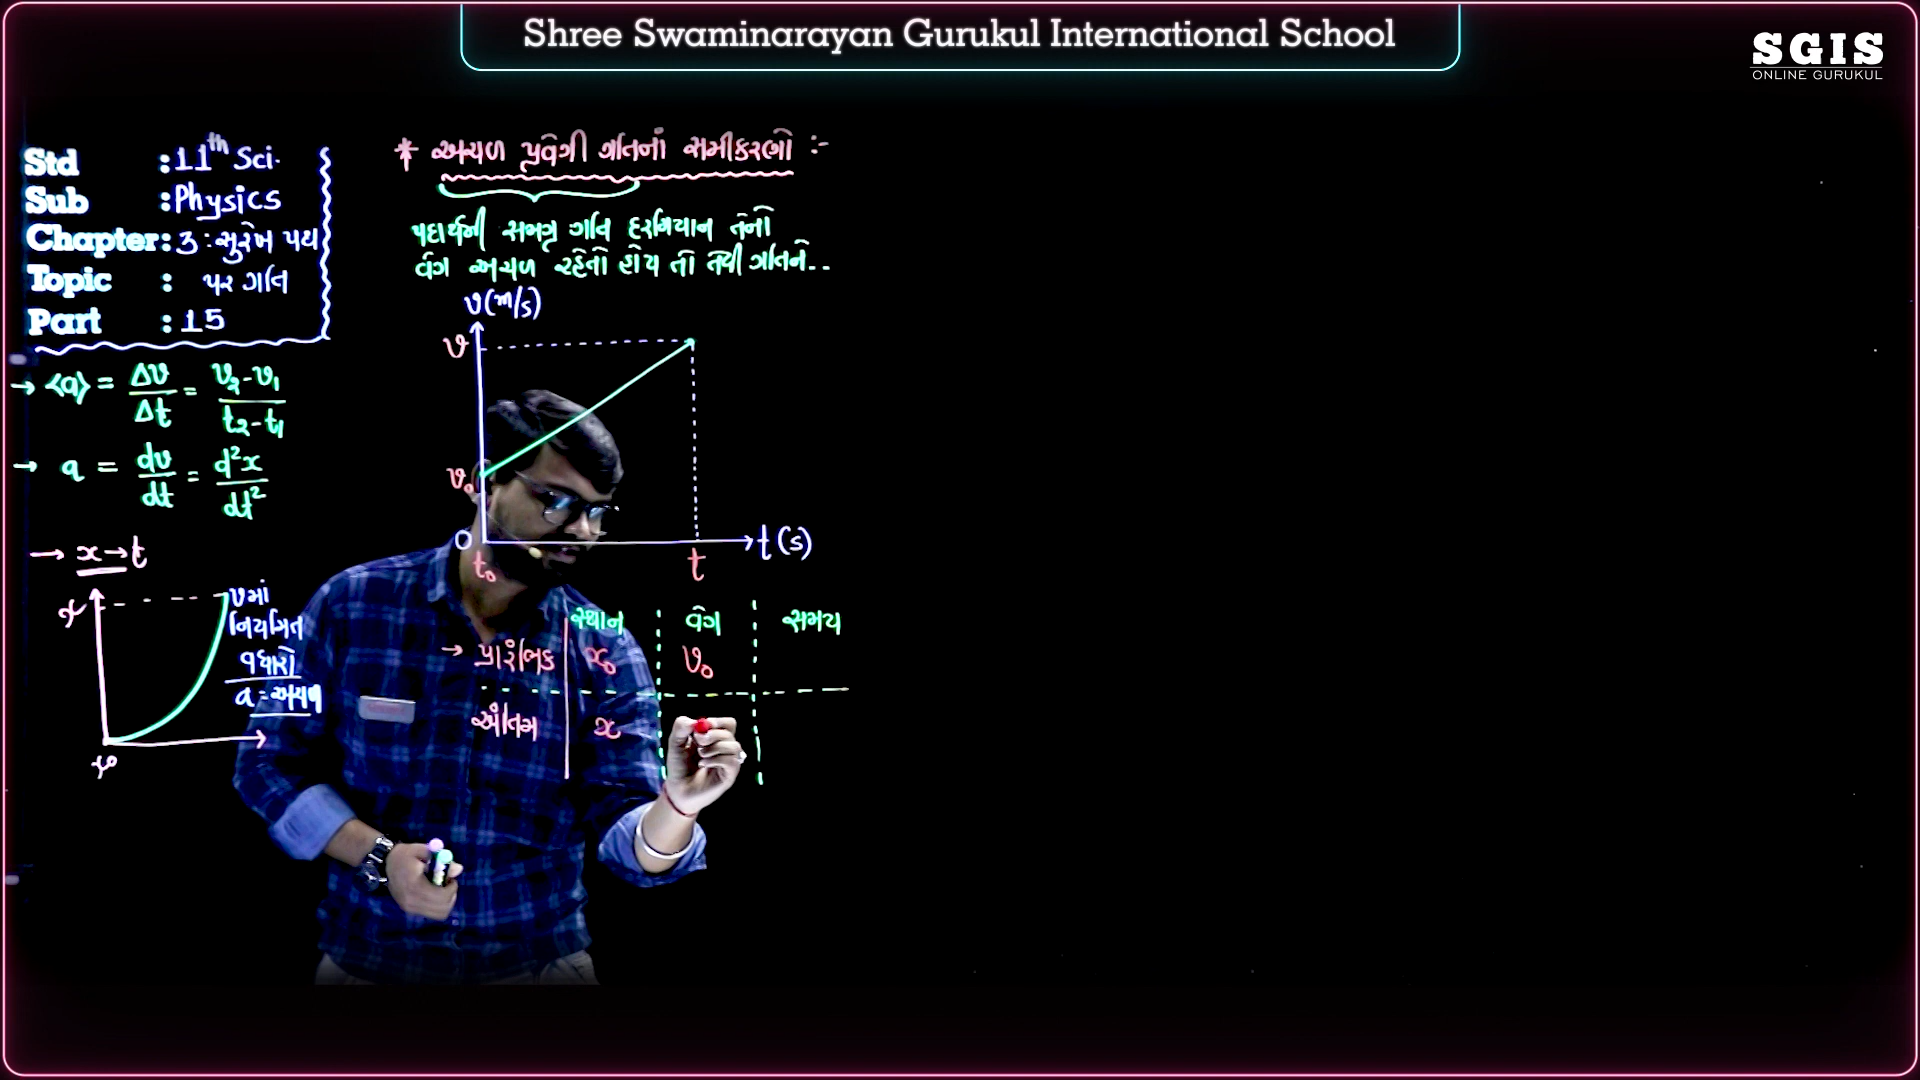 Shree Swaminarayan Gurukul International School
SGIS
ONLINE GURUKUL
Std : 11th Sci.
Sub : Physics
Chapter: 3 : સુરેખ પથ
Topic : પર ગતિ
Part : 15
→ <a> = Δv/Δt = v₂-v₁/t₂-t₁
→ a = dv/dt = d²x/dt²
→ x→t
x
vમાં
નિયમિત
વધારો
a = અચળ
* અચળ પ્રવેગી ગતિનાં સમીકરણો :-
પદાર્થની સમગ્ર ગતિ દરમિયાન તેનો
વેગ અચળ રહેતો હોય તો તેવી ગતિને..
v(m/s)
v
v₀
O
t(s)
t₀ t
સ્થાન વેગ સમય
→ પ્રારંભિક x₀ v₀
અંતિમ x